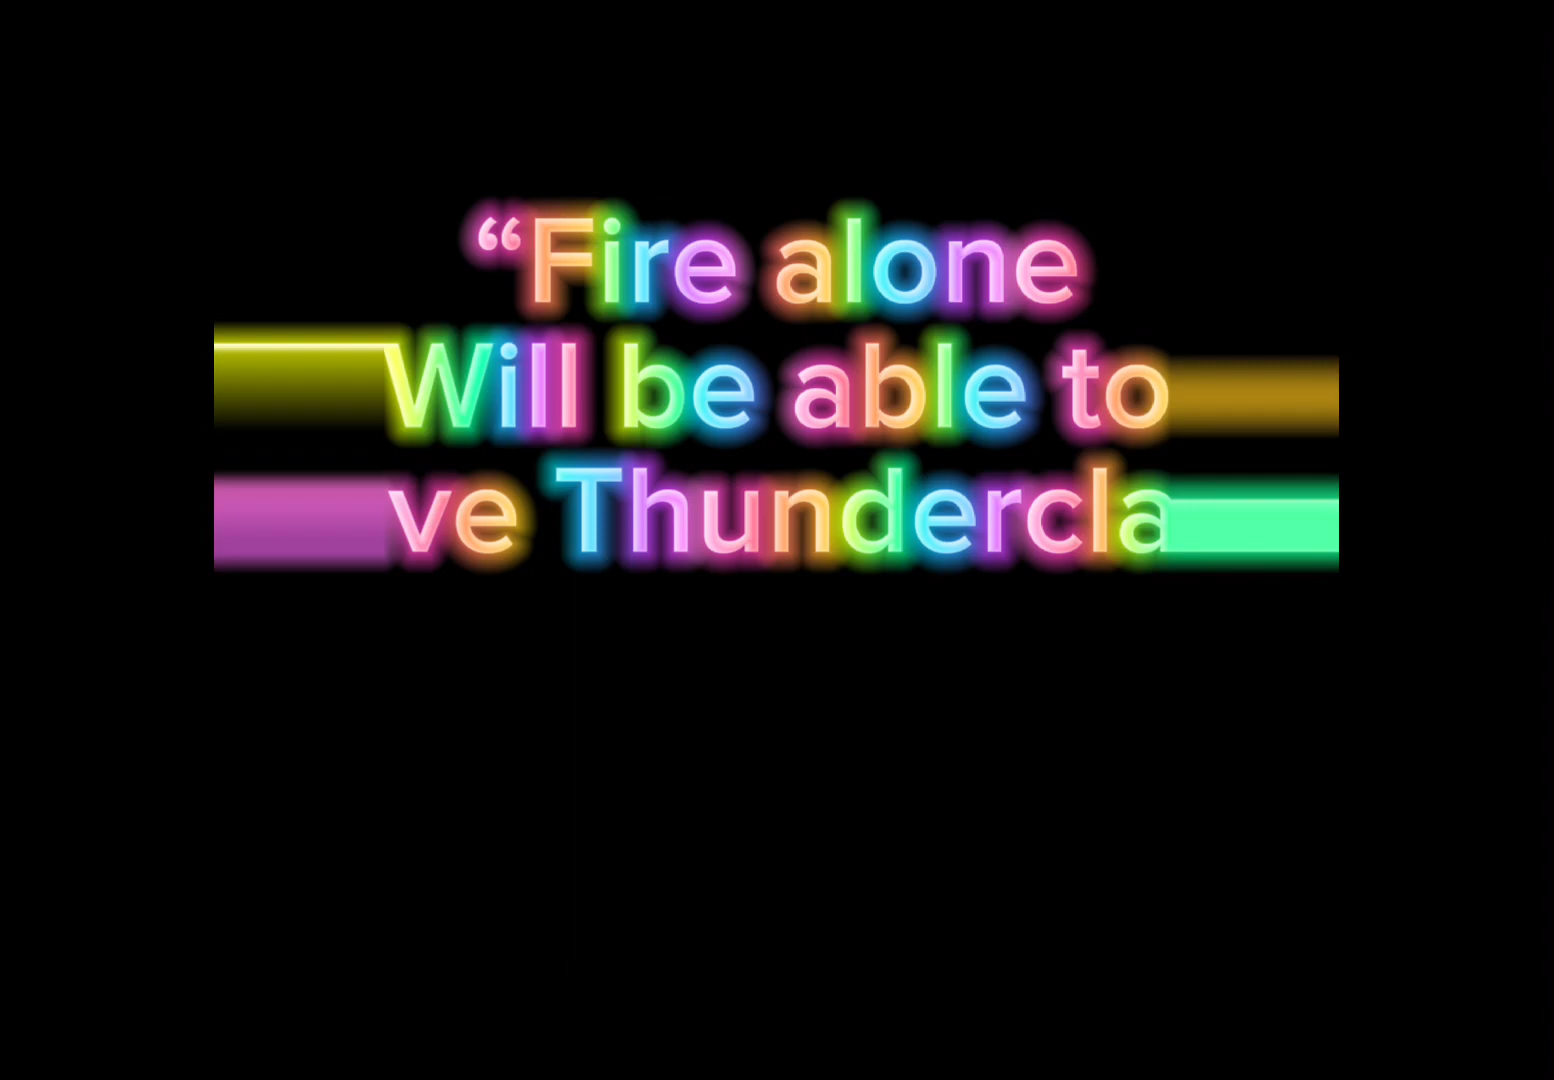 “Fire alone
Will be able to
ve Thundercla